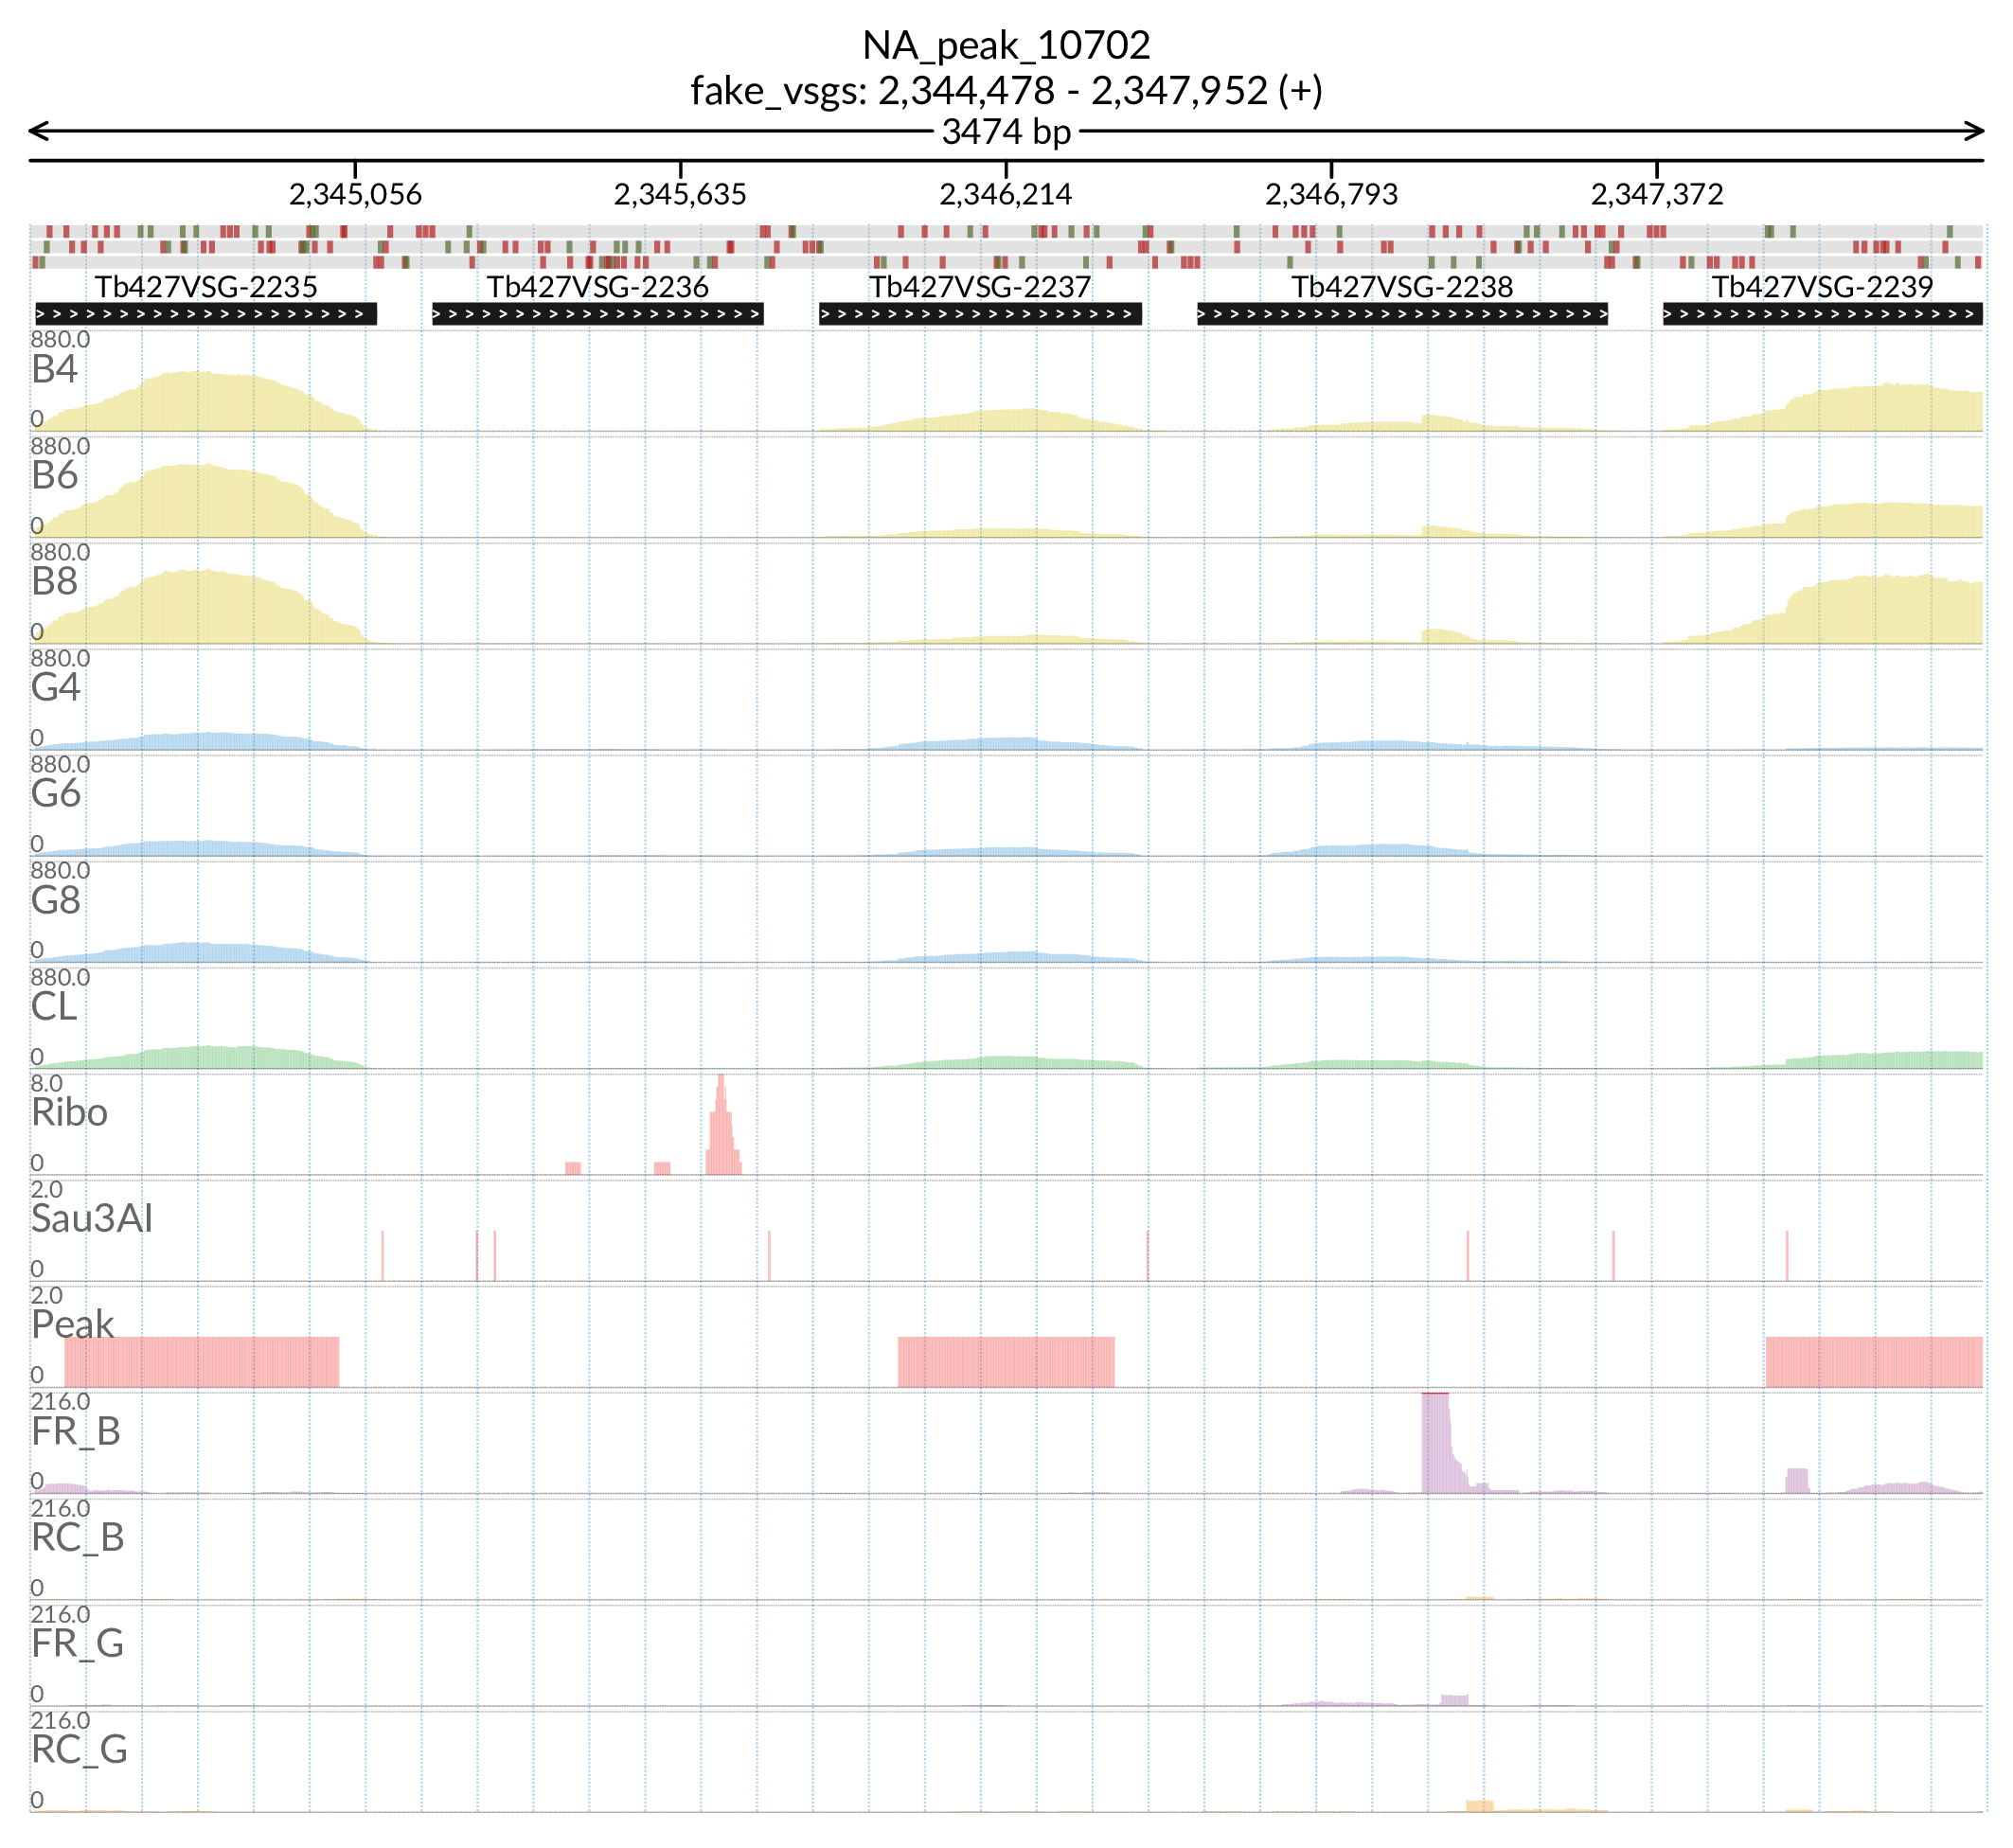 NA_peak_10702
fake_vsgs: 2,344,478 - 2,347,952 (+)
3474 bp
2,345,056 2,345,635 2,346,214 2,346,793 2,347,372
Tb427VSG-2235 Tb427VSG-2236 Tb427VSG-2237 Tb427VSG-2238 Tb427VSG-2239
880.0
B4
0
880.0
B6
0
880.0
B8
0
880.0
G4
0
880.0
G6
0
880.0
G8
0
880.0
CL
0
8.0
Ribo
0
2.0
Sau3AI
0
2.0
Peak
0
216.0
FR_B
0
216.0
RC_B
0
216.0
FR_G
0
216.0
RC_G
0